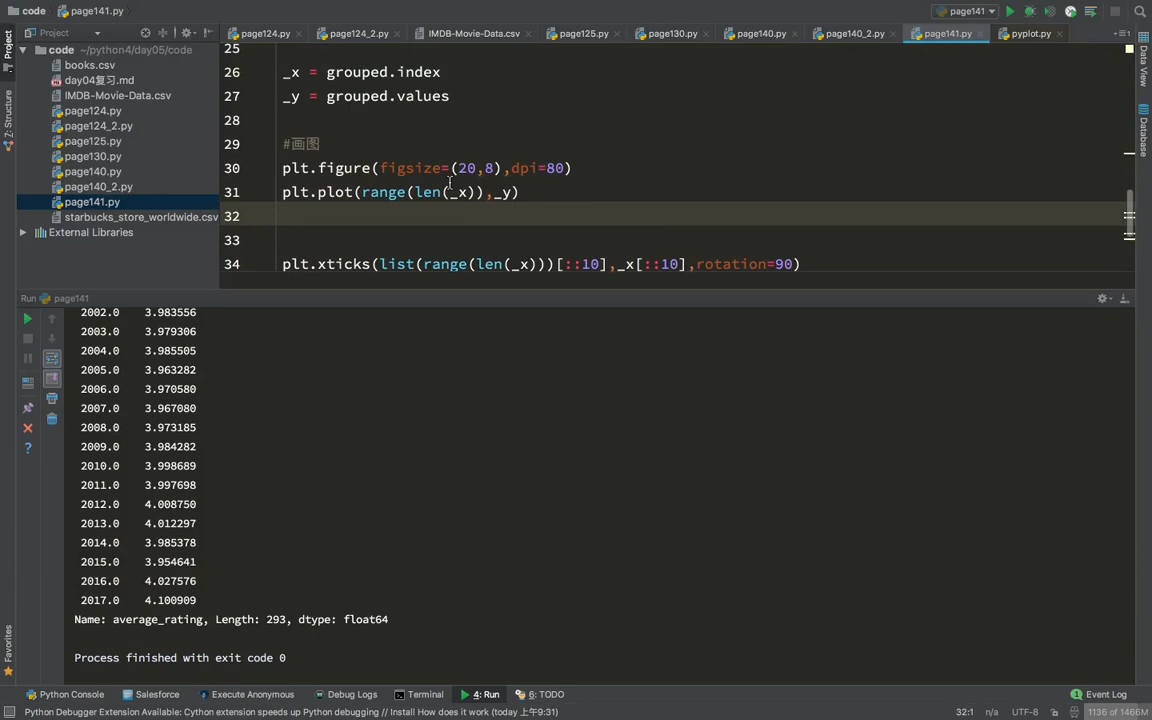 code page141.py page141
Project page124.py page124_2.py IMDB-Movie-Data.csv page125.py page130.py page140.py page140_2.py page141.py pyplot.py
1: Project
Z: Structure
Favorites
Data View
Database
code ~/python4/day05/code
books.csv
day04复习.md
IMDB-Movie-Data.csv
page124.py
page124_2.py
page125.py
page130.py
page140.py
page140_2.py
page141.py
starbucks_store_worldwide.csv
External Libraries
25
26 _x = grouped.index
27 _y = grouped.values
28
29 #画图
30 plt.figure(figsize=(20,8),dpi=80)
31 plt.plot(range(len(_x)),_y)
32
33
34 plt.xticks(list(range(len(_x)))[::10],_x[::10],rotation=90)
Run page141
2002.0 3.983556
2003.0 3.979306
2004.0 3.985505
2005.0 3.963282
2006.0 3.970580
2007.0 3.967080
2008.0 3.973185
2009.0 3.984282
2010.0 3.998689
2011.0 3.997698
2012.0 4.008750
2013.0 4.012297
2014.0 3.985378
2015.0 3.954641
2016.0 4.027576
2017.0 4.100909
Name: average_rating, Length: 293, dtype: float64
Process finished with exit code 0
Python Console Salesforce Execute Anonymous Debug Logs Terminal 4: Run 6: TODO Event Log
Python Debugger Extension Available: Cython extension speeds up Python debugging // Install How does it work (today 上午9:31) 32:1 n/a UTF-8 1136 of 1466M